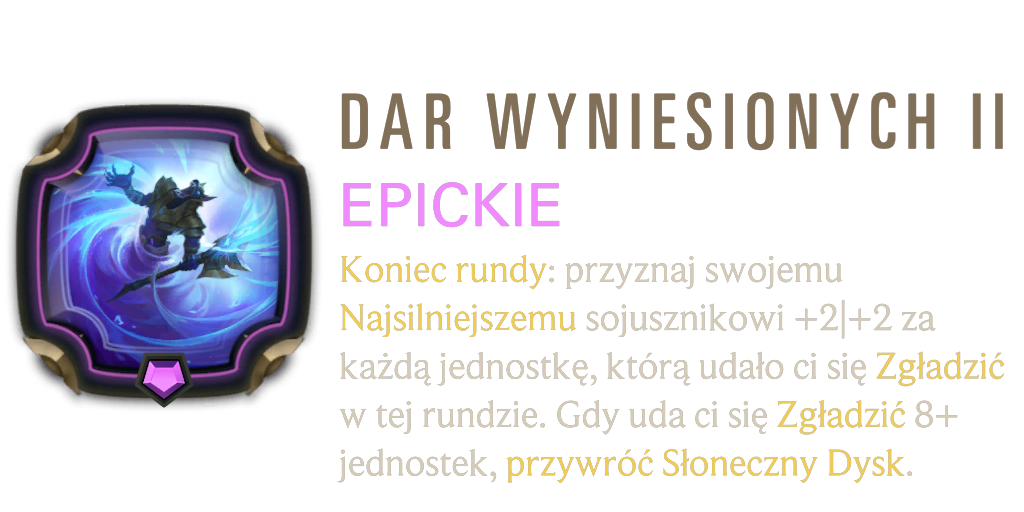 DAR WYNIESIONYCH II
EPICKIE
Koniec rundy: przyznaj swojemu
Najsilniejszemu sojusznikowi +2|+2 za
każdą jednostkę, którą udało ci się Zgładzić
w tej rundzie. Gdy uda ci się Zgładzić 8+
jednostek, przywróć Słoneczny Dysk.